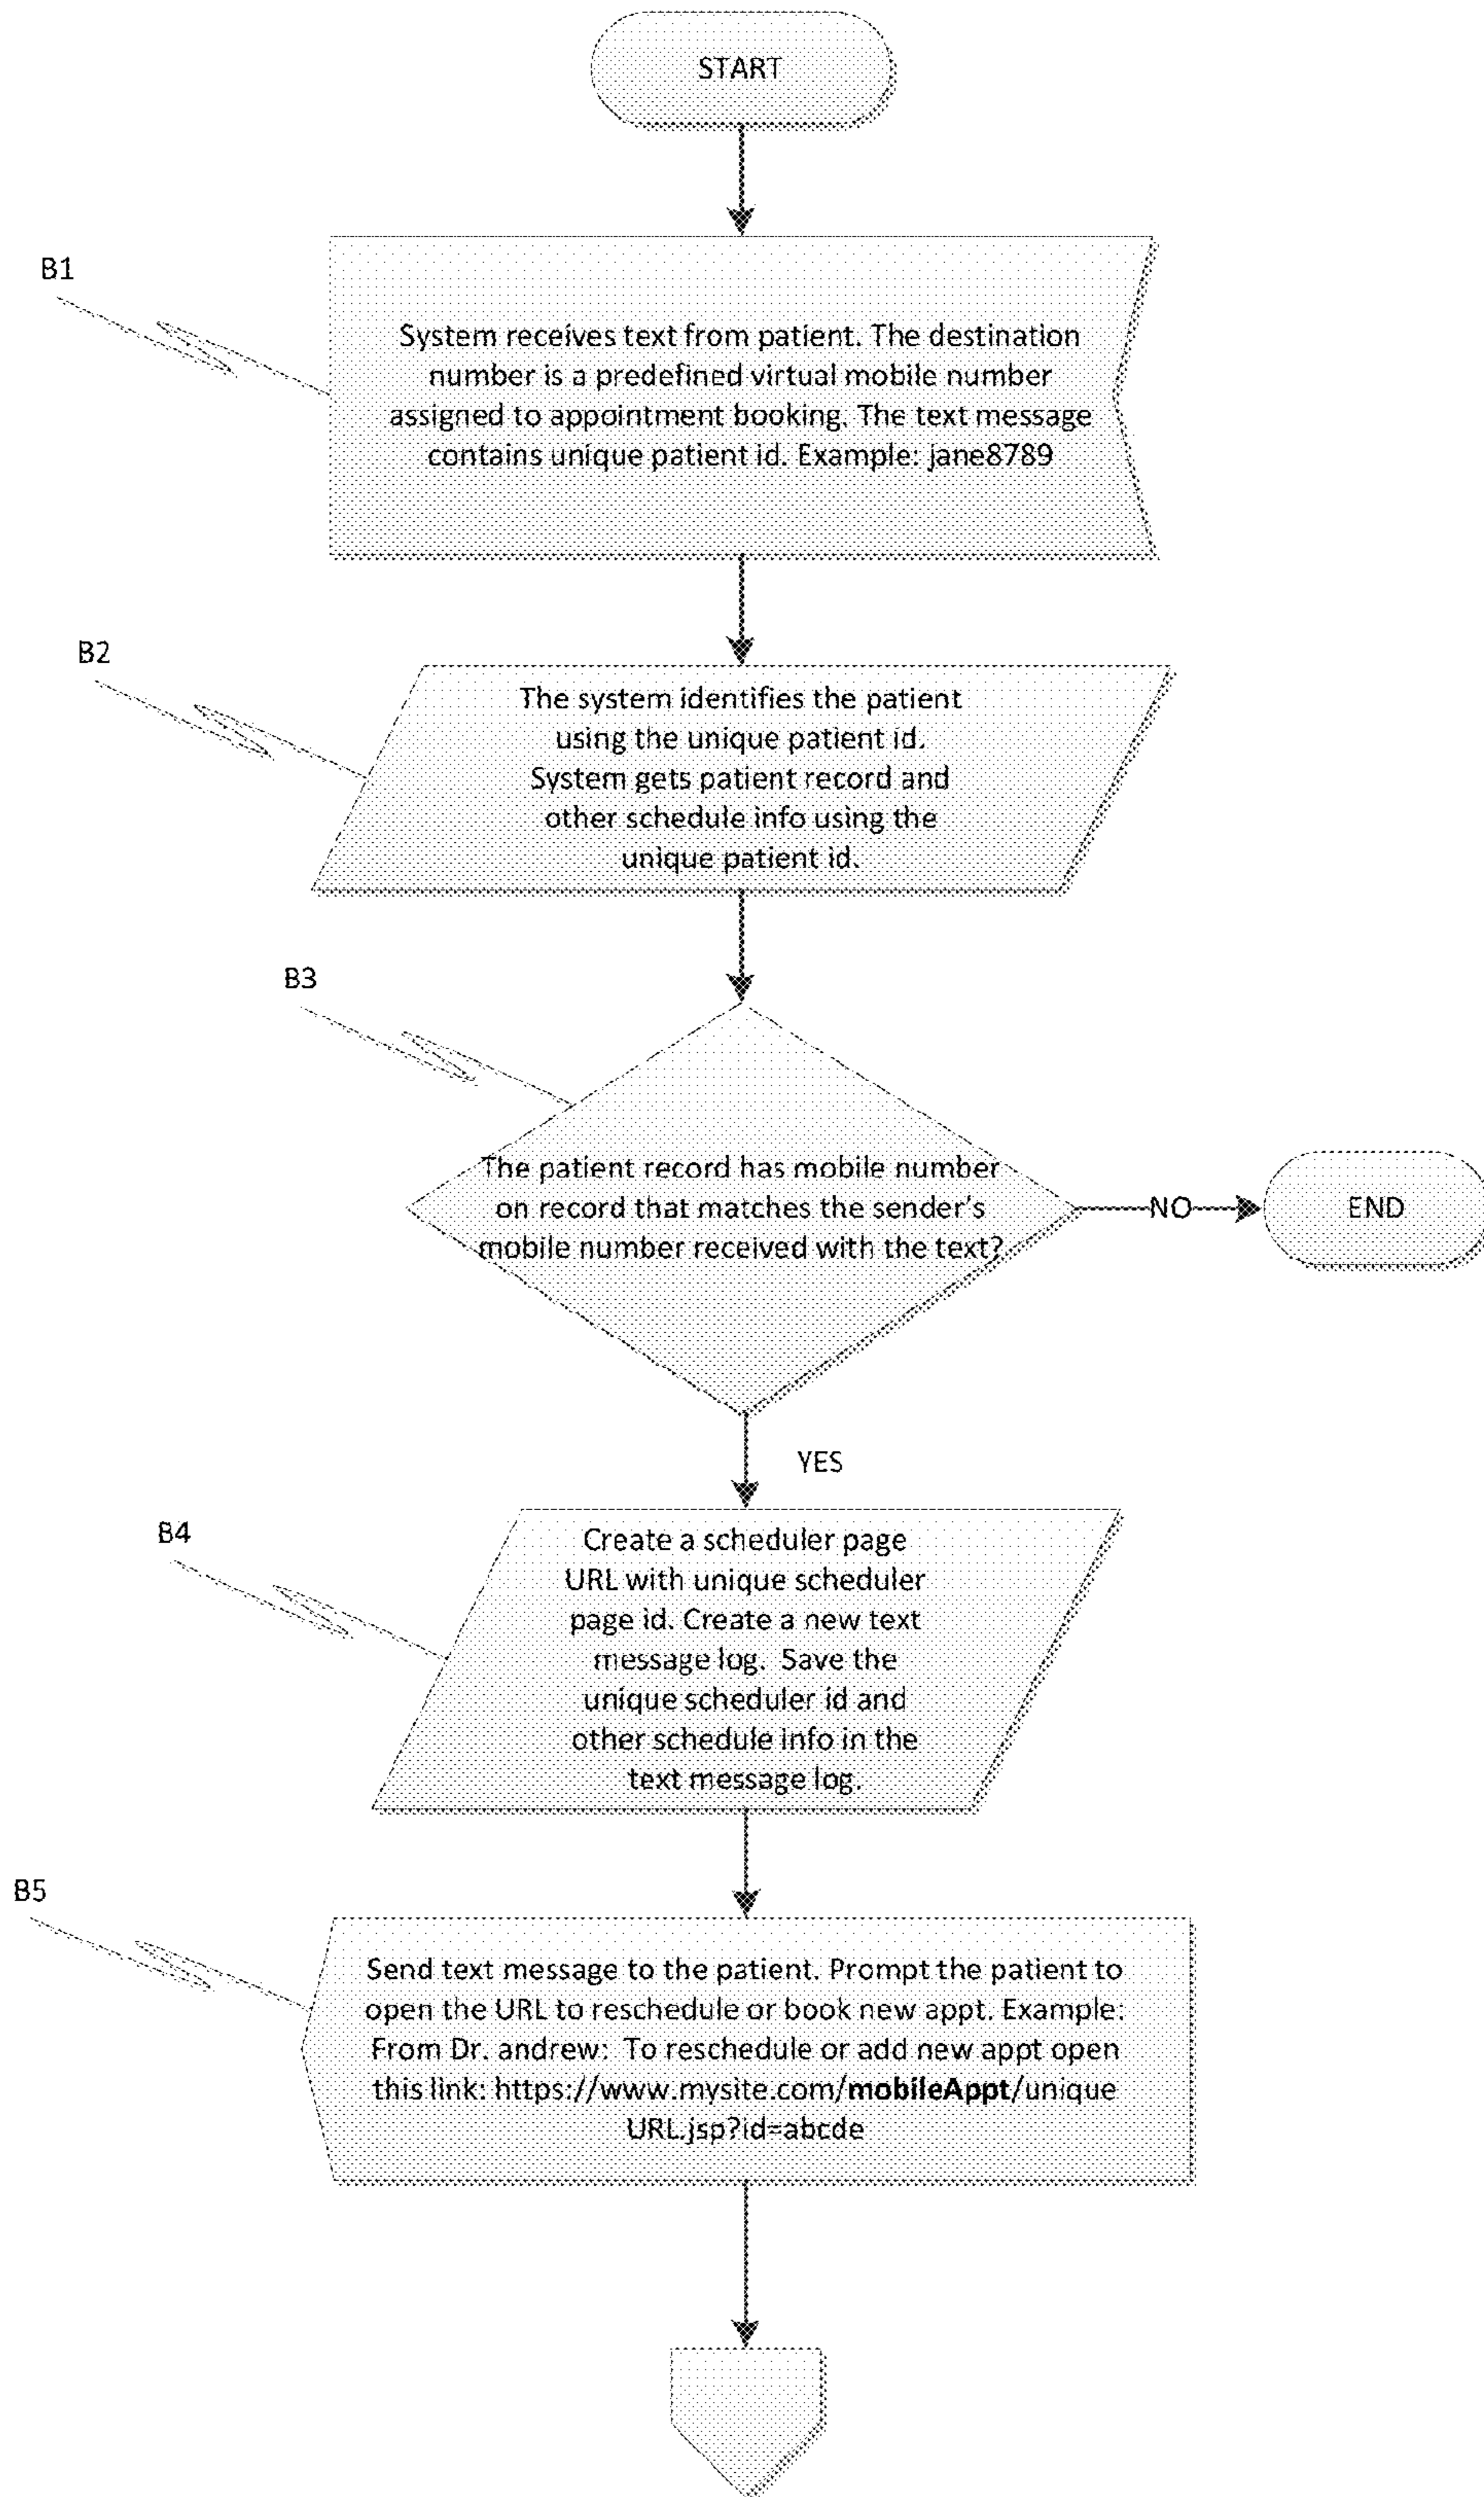 START
B1
System receives text from patient. The destination
number is a predefined virtual mobile number
assigned to appointment booking. The text message
contains unique patient id. Example: jane8789
B2
The system identifies the patient
using the unique patient id.
System gets patient record and
other schedule info using the
unique patient id.
B3
The patient record has mobile number
on record that matches the sender's
mobile number received with the text?
NO
END
YES
B4
Create a scheduler page
URL with unique scheduler
page id. Create a new text
message log. Save the
unique scheduler id and
other schedule info in the
text message log.
B5
Send text message to the patient. Prompt the patient to
open the URL to reschedule or book new appt. Example:
From Dr. andrew: To reschedule or add new appt open
this link: https://www.mysite.com/mobileAppt/unique
URL.jsp?id=abcde